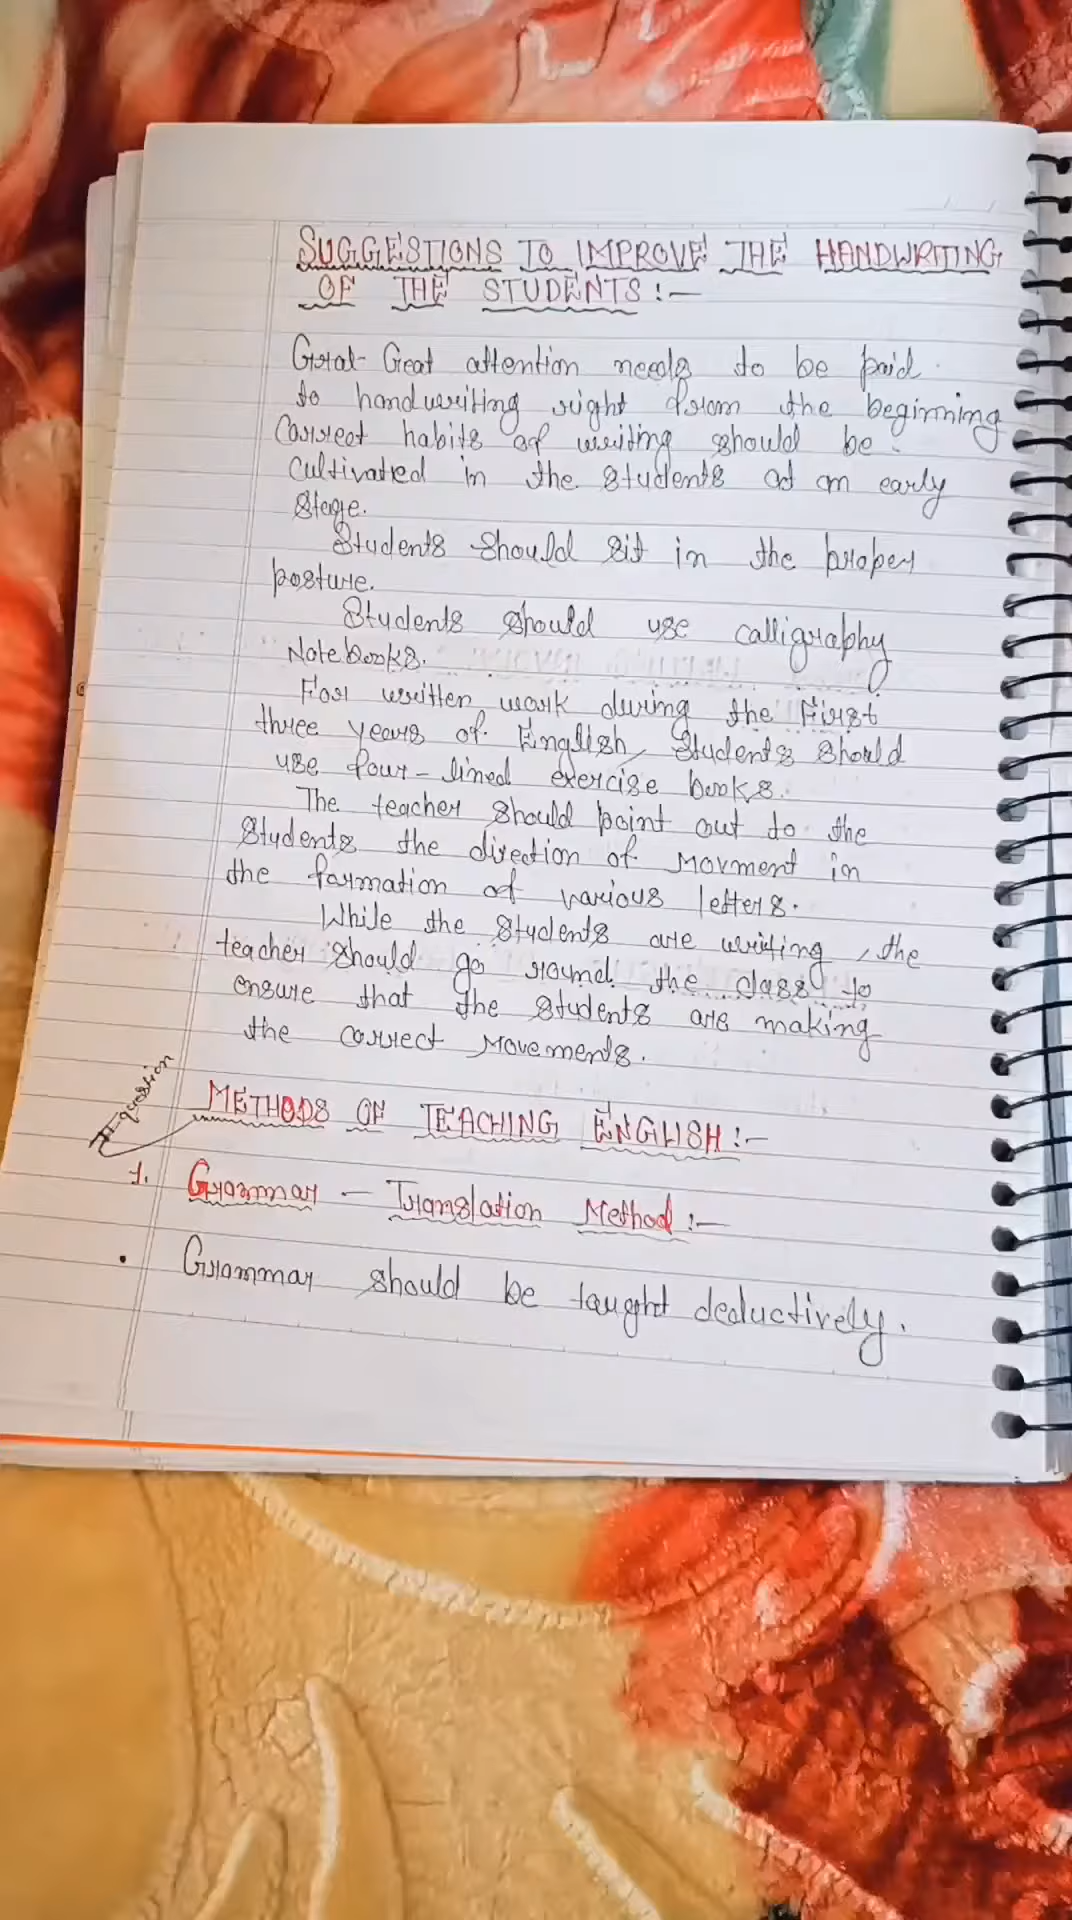 SUGGESTIONS TO IMPROVE THE HANDWRITING
OF THE STUDENTS :-
Great attention needs to be paid.
to handwriting right from the beginning
Correct habits of writing should be.
cultivated in the students at an early
stage.
Students should sit in the proper
posture.
Students should use calligraphy
Notebooks.
For written work during the First
three years of English, Students should
use four-lined exercise books.
The teacher should point out to the
Students the direction of Movment in
the formation of various letters.
While the students are writing, the
teacher should go round the class to
ensure that the students are making
the correct Movements.
question
METHODS OF TEACHING ENGLISH :-
1. Grammar - Translation Method :-
• Grammar should be taught deductively.